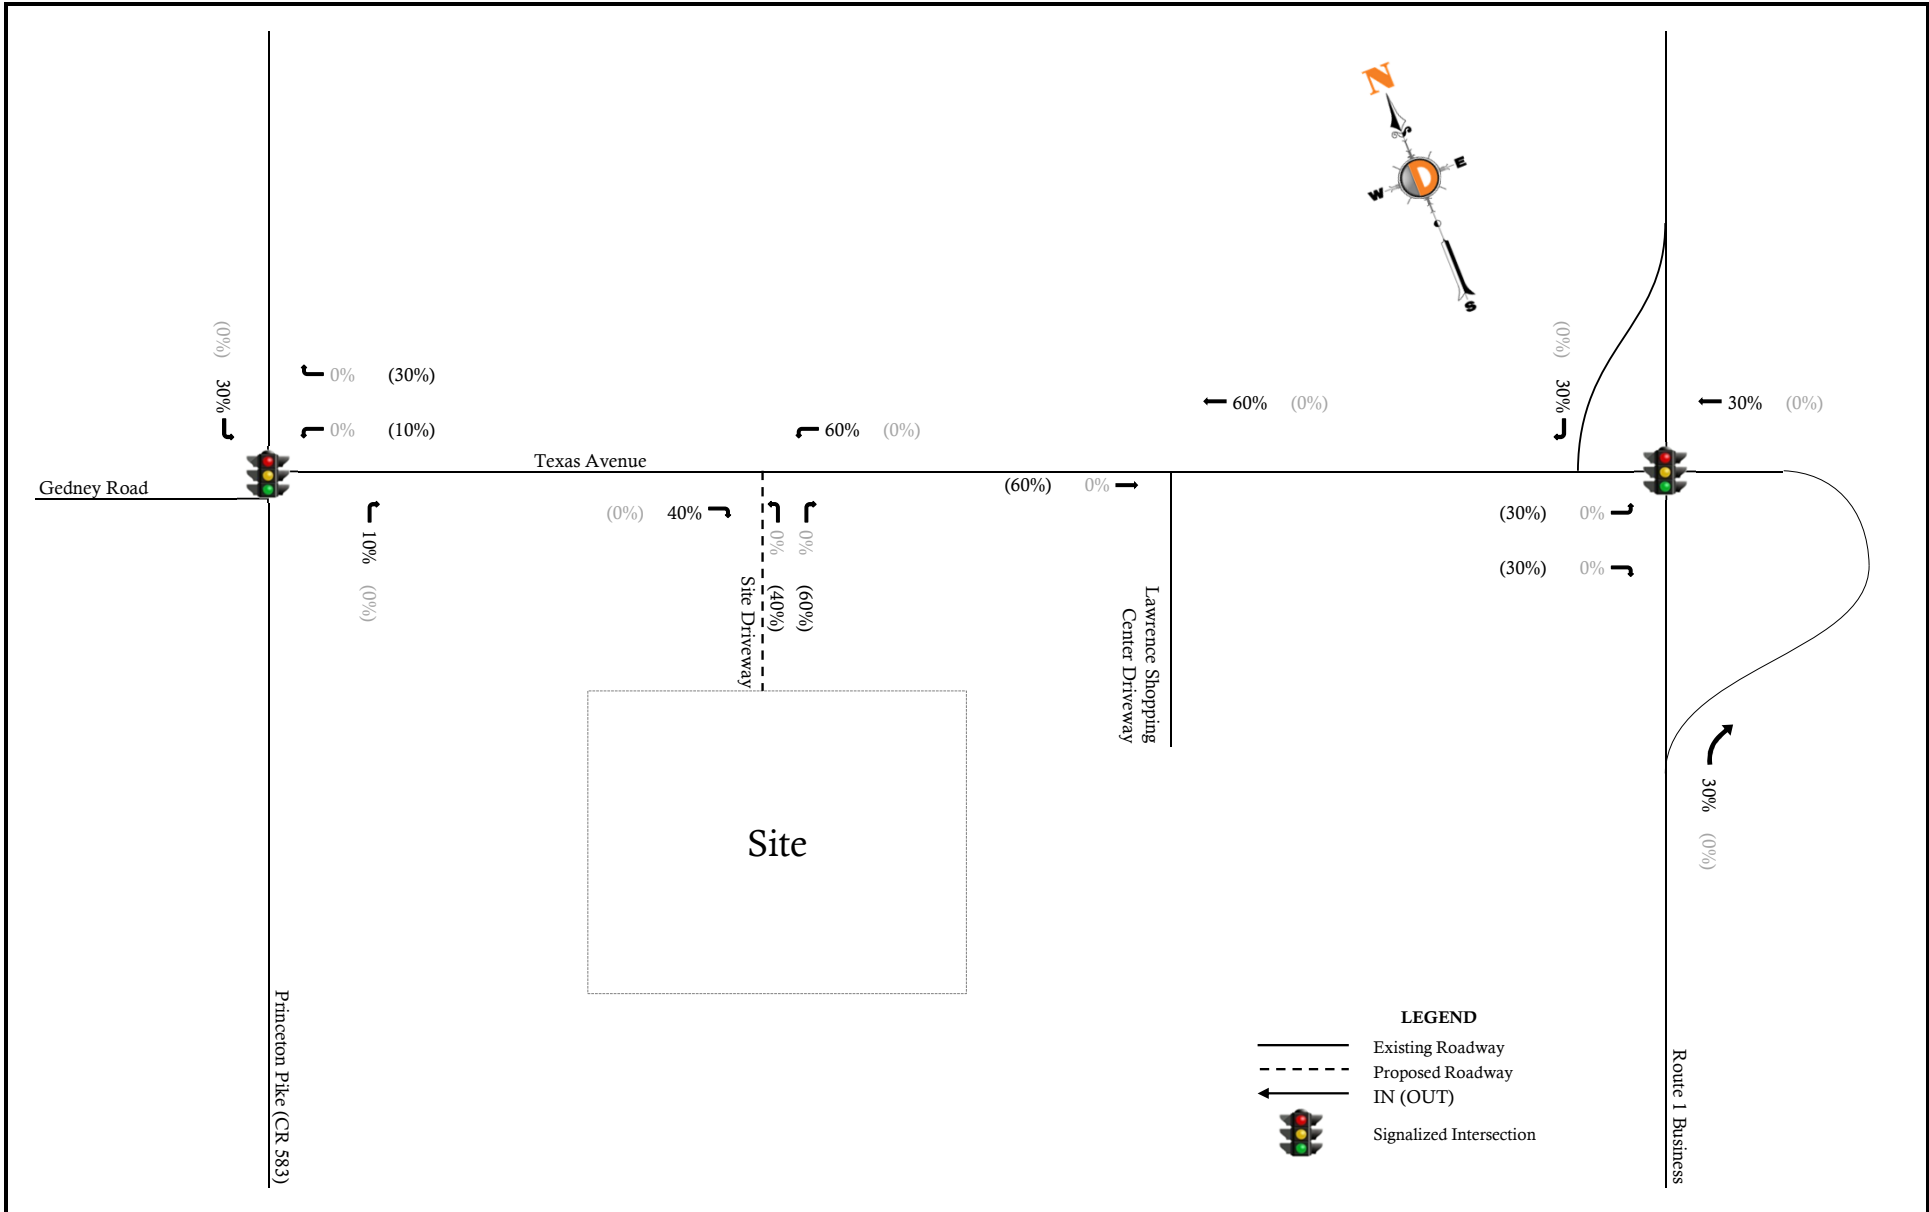 N
E
D
W
S
(0%)
30%
0% (30%)
0% (10%)
60% (0%)
60% (0%)
(0%)
30%
30% (0%)
Texas Avenue
Gedney Road
10%
(0%)
(0%) 40%
0%
(40%)
0%
(60%)
(60%) 0%
(30%) 0%
(30%) 0%
Site Driveway
Lawrence Shopping
Center Driveway
30%
(0%)
Site
Princeton Pike (CR 583)
Route 1 Business
LEGEND
Existing Roadway
Proposed Roadway
IN (OUT)
Signalized Intersection